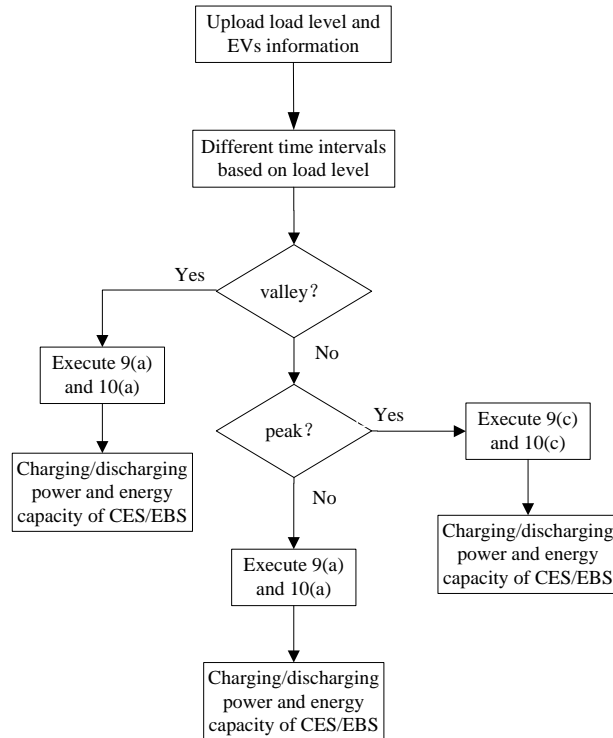 Upload load level and
EVs information
Different time intervals
based on load level
Yes
valley？
Execute 9(a)
and 10(a)
No
Yes
peak？
Execute 9(c)
and 10(c)
Charging/discharging
power and energy
capacity of CES/EBS
No
Charging/discharging
power and energy
capacity of CES/EBS
Execute 9(a)
and 10(a)
Charging/discharging
power and energy
capacity of CES/EBS